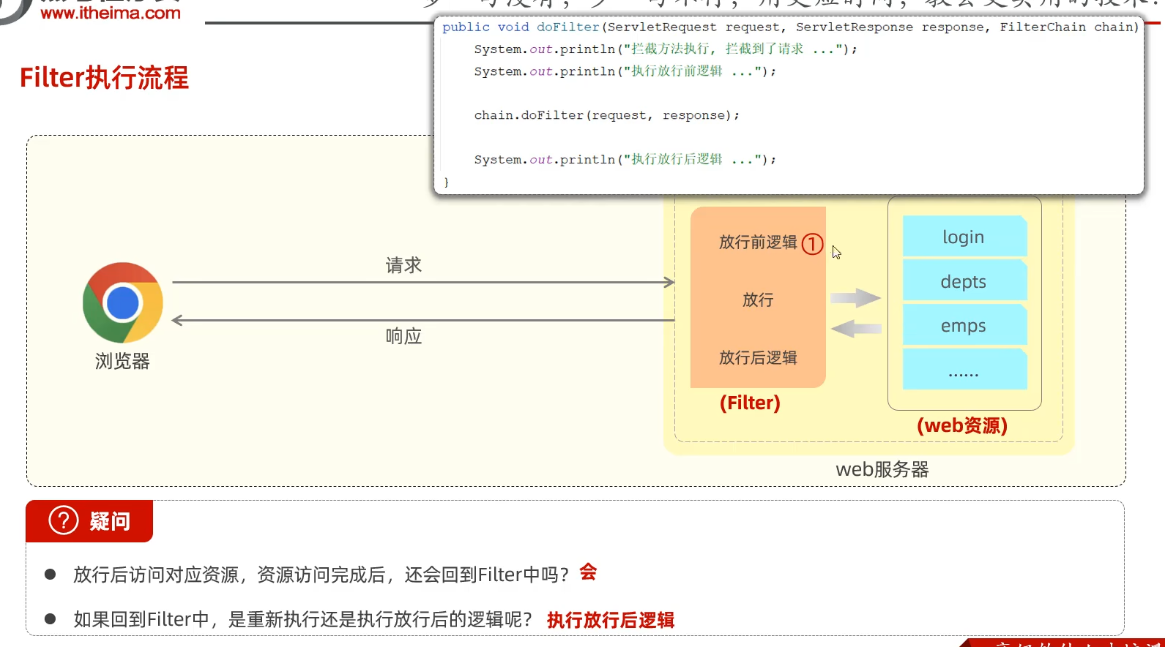 www.itheima.com
public void doFilter(ServletRequest request, ServletResponse response, FilterChain chain)
System.out.println("拦截方法执行, 拦截到了请求 ...");
System.out.println("执行放行前逻辑 ...");
chain.doFilter(request, response);
System.out.println("执行放行后逻辑 ...");
}
Filter执行流程
浏览器
请求
响应
放行前逻辑 ①
放行
放行后逻辑
(Filter)
login
depts
emps
......
(web资源)
web服务器
? 疑问
● 放行后访问对应资源，资源访问完成后，还会回到Filter中吗？会
● 如果回到Filter中，是重新执行还是执行放行后的逻辑呢？ 执行放行后逻辑